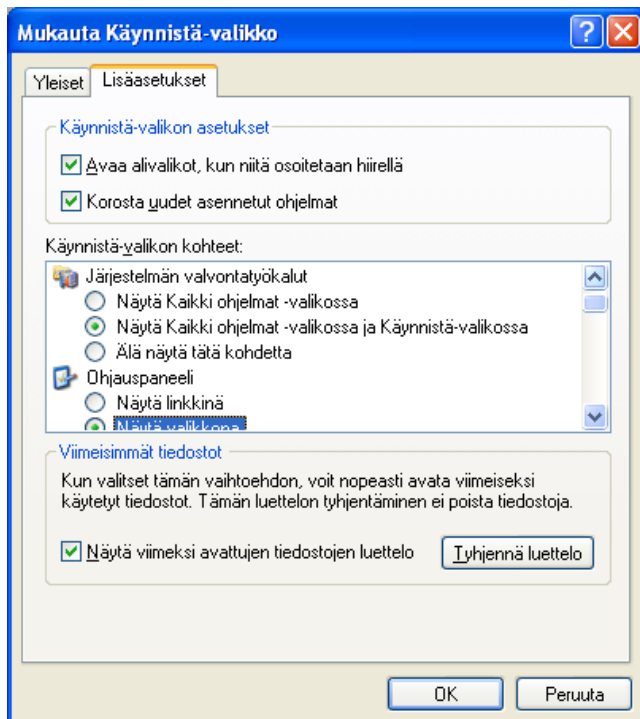 Mukauta Käynnistä-valikko
Yleiset
Lisäasetukset
Käynnistä-valikon asetukset
Avaa alivalikot, kun niitä osoitetaan hiirellä
Korosta uudet asennetut ohjelmat
Käynnistä-valikon kohteet:
Järjestelmän valvontatyökalut
Näytä Kaikki ohjelmat -valikossa
Näytä Kaikki ohjelmat -valikossa ja Käynnistä-valikossa
Älä näytä tätä kohdetta
Ohjauspaneeli
Näytä linkkinä
Näytä valikkona
Viimeisimmät tiedostot
Kun valitset tämän vaihtoehdon, voit nopeasti avata viimeiseksi
käytetyt tiedostot. Tämän luettelon tyhjentäminen ei poista tiedostoja.
Näytä viimeksi avattujen tiedostojen luettelo
Tyhjennä luettelo
OK
Peruuta